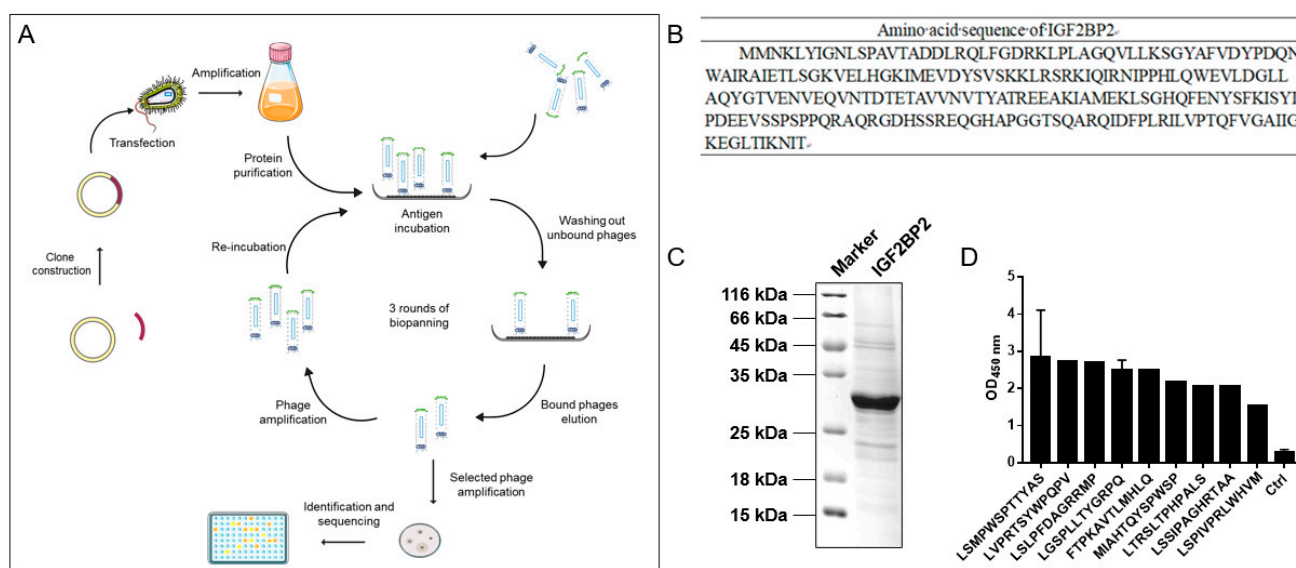 A
Amplification
Transfection
Clone
construction
Protein
purification
Antigen
incubation
Washing out
unbound phages
Re-incubation
3 rounds of
biopanning
Phage
amplification
Bound phages
elution
Selected phage
amplification
Identification and
sequencing
B
Amino·acid·sequence·of·IGF2BP2
MMNKLYIGNLSPAVTADDLRQLFGDRKLPLAGQVLLKSGYAFVDYPDQN
WAIRAIETLSGKVELHGKIMEVDYSVSKKLRSRKIQIRNIPPHLQWEVLDGLL
AQYGTVENVEQVNTDTETAVVNVTYATREEAKIAMEKLSGHQFENYSFKISYI
PDEEVSSPSPPQRAQRGDHSSREQGHAPGGTSQARQIDFPLRILVPTQFVGAIIG
KEGLTIKNIT
C
Marker
IGF2BP2
116 kDa
66 kDa
45 kDa
35 kDa
25 kDa
18 kDa
15 kDa
D
OD450 nm
5
4
3
2
1
0
LSMPWSPTTYAS
LVPRTSYWPQPV
LSLPFDAGRRMP
LGSPLLTYGRPQ
FTPKAVTLMHLQ
MIAHTQYSPWSP
LTRSLTPHPALS
LSSIPAGHRTAA
LSPIVPRLWHVM
Ctrl